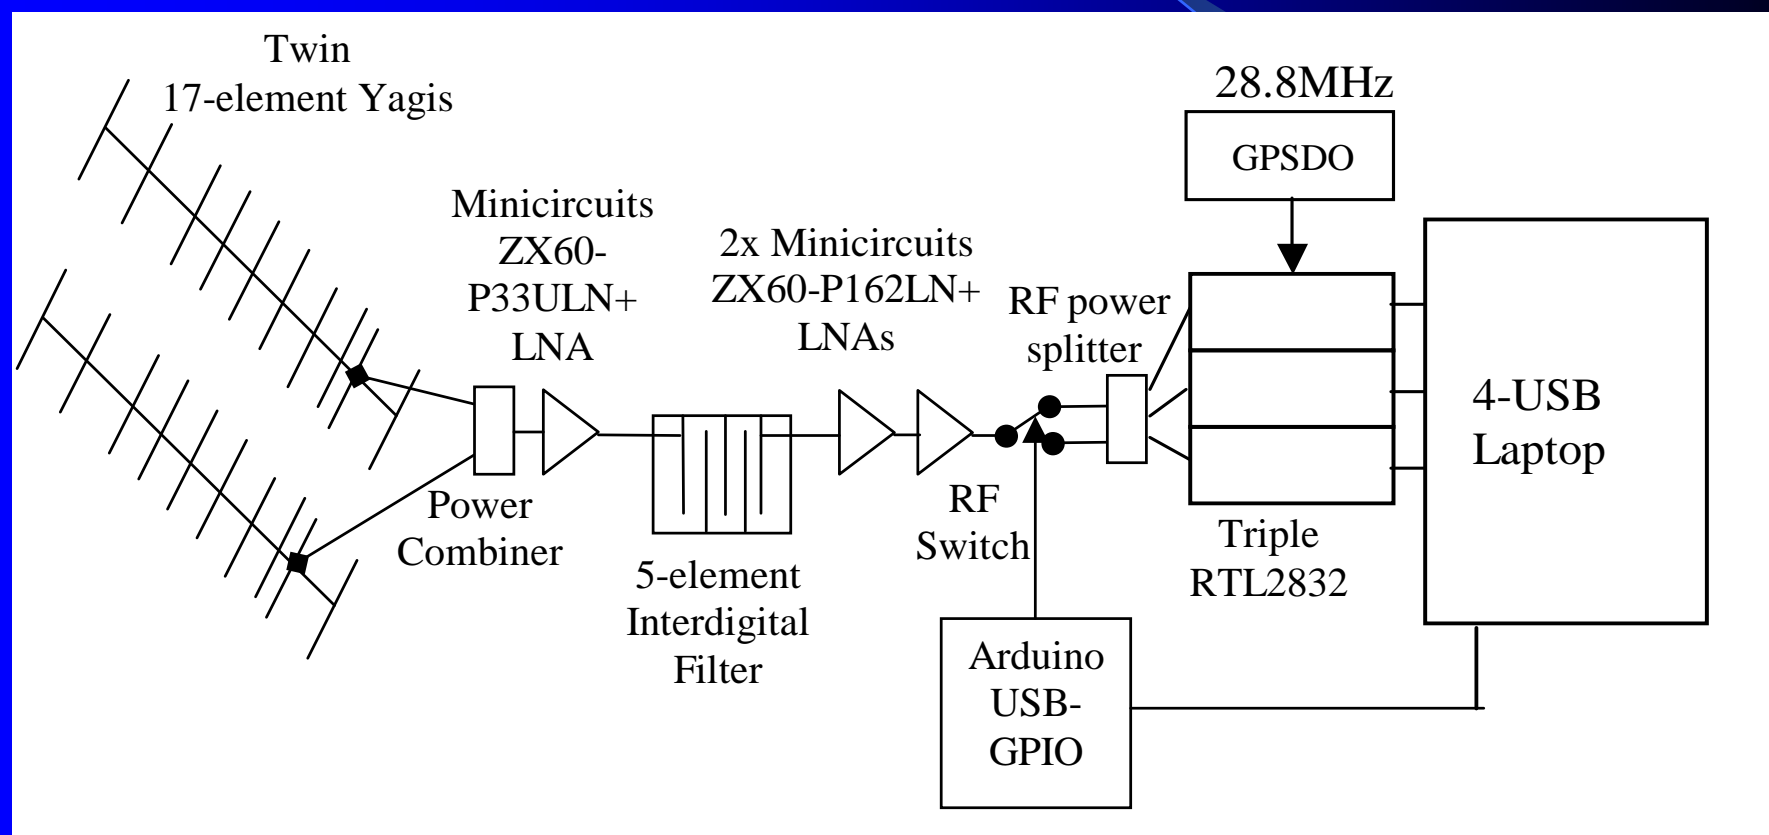 Twin
17-element Yagis
Minicircuits
ZX60-
P33ULN+
LNA
2x Minicircuits
ZX60-P162LN+
LNAs
28.8MHz
GPSDO
RF power
splitter
4-USB
Laptop
Power
Combiner
5-element
Interdigital
Filter
RF
Switch
Triple
RTL2832
Arduino
USB-
GPIO